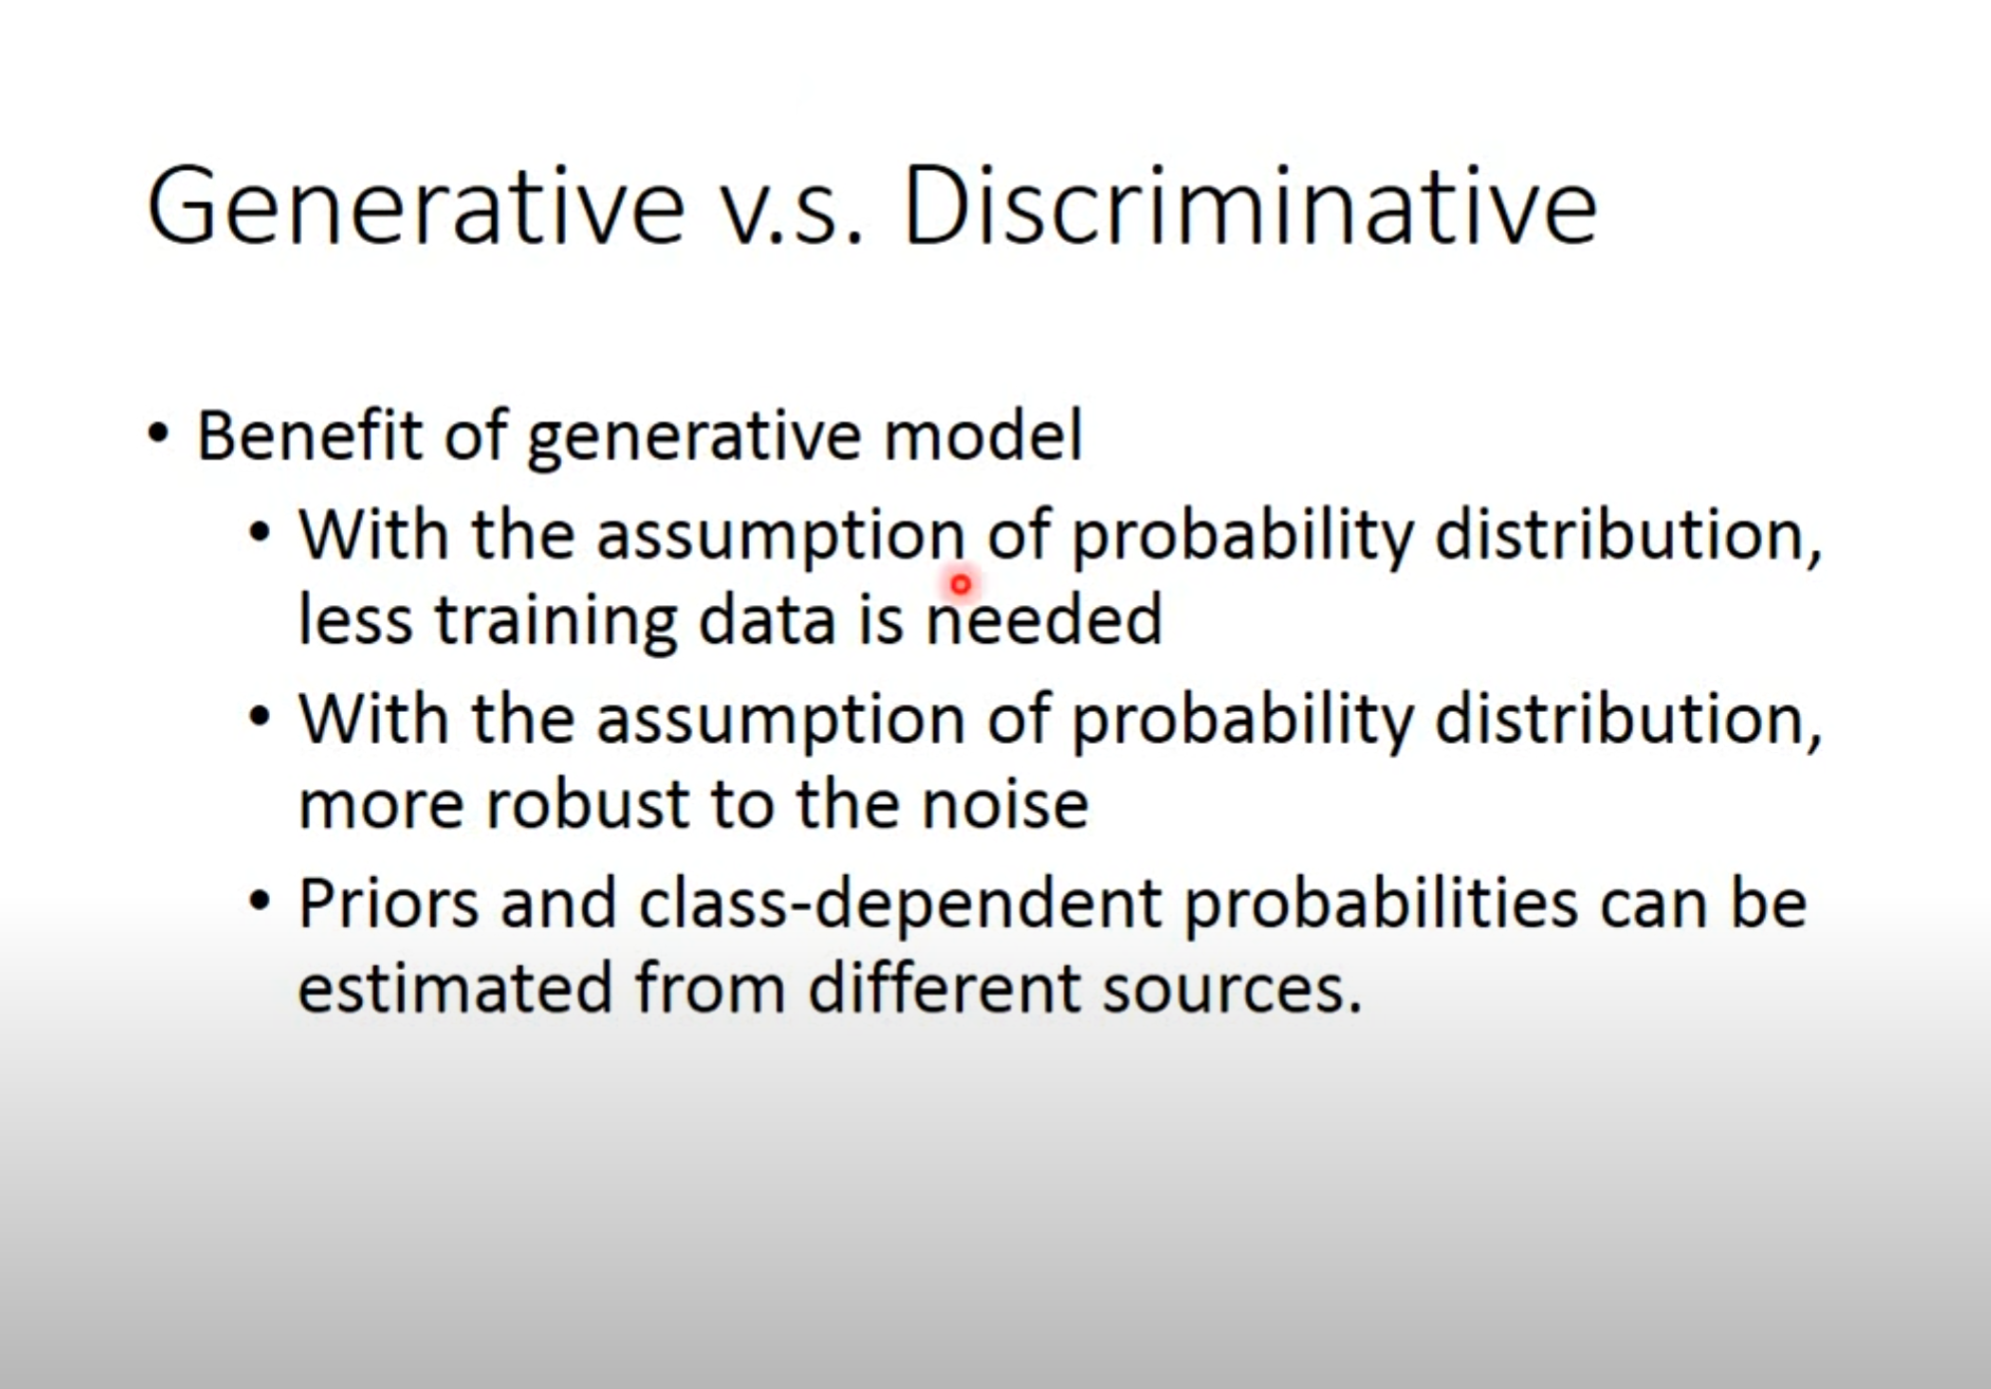 Generative v.s. Discriminative
• Benefit of generative model
• With the assumption of probability distribution,
less training data is needed
• With the assumption of probability distribution,
more robust to the noise
• Priors and class-dependent probabilities can be
estimated from different sources.